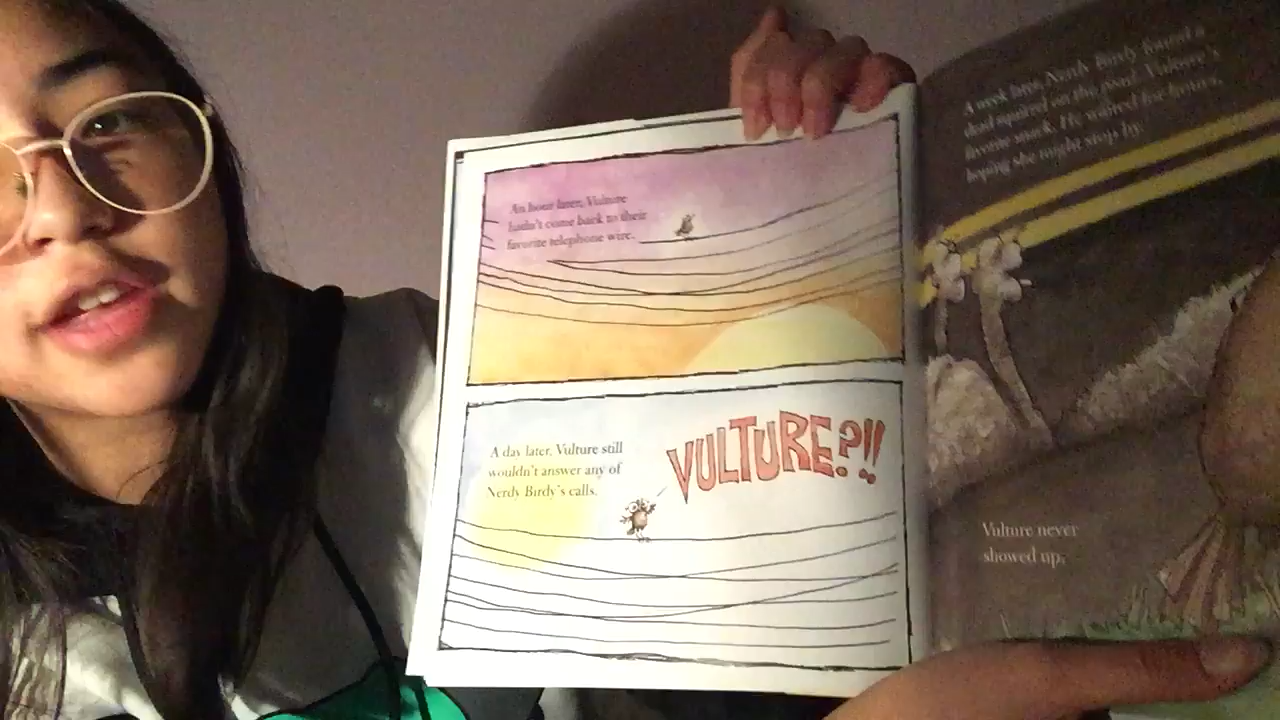 An hour later, Vulture
hadn't come back to their
favorite telephone wire.
A day later, Vulture still
wouldn't answer any of
Nerdy Birdy's calls.
VULTURE?!!
A week later, Nerdy Birdy found a
dead squirrel on the road, Vulture's
favorite snack. He waited for hours,
hoping she might stop by.
Vulture never
showed up.